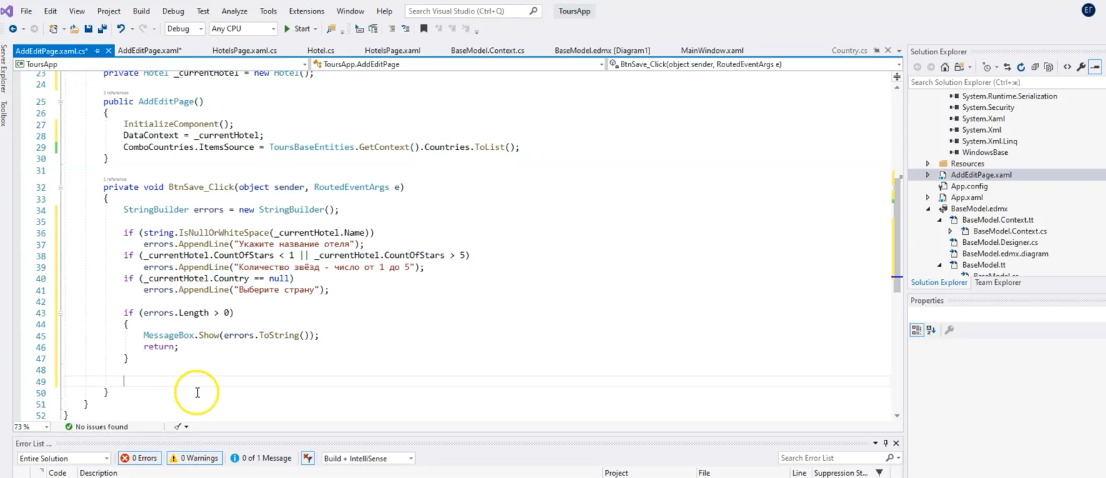 File Edit View Project Build Debug Test Analyze Tools Extensions Window Help Search Visual Studio (Ctrl+Q) ToursApp EГ
Debug Any CPU Start
AddEditPage.xaml.cs* AddEditPage.xaml* HotelsPage.xaml.cs Hotel.cs HotelsPage.xaml BaseModel.Context.cs BaseModel.edmx [Diagram1] MainWindow.xaml Country.cs
Solution Explorer
Server Explorer
Toolbox
ToursApp ToursApp.AddEditPage BtnSave_Click(object sender, RoutedEventArgs e)
Search Solution Explorer (Ctrl+;)
System.Runtime.Serialization
System.Security
System.Xaml
System.Xml
System.Xml.Linq
WindowsBase
Resources
AddEditPage.xaml
App.config
App.xaml
BaseModel.edmx
BaseModel.Context.tt
BaseModel.Context.cs
BaseModel.Designer.cs
BaseModel.edmx.diagram
BaseModel.tt
Solution Explorer Team Explorer
Properties
23 private Hotel _currentHotel = new Hotel();
24
3 references
25 public AddEditPage()
26 {
27 InitializeComponent();
28 DataContext = _currentHotel;
29 ComboCountries.ItemsSource = ToursBaseEntities.GetContext().Countries.ToList();
30 }
31
1 reference
32 private void BtnSave_Click(object sender, RoutedEventArgs e)
33 {
34 StringBuilder errors = new StringBuilder();
35
36 if (string.IsNullOrWhiteSpace(_currentHotel.Name))
37 errors.AppendLine("Укажите название отеля");
38 if (_currentHotel.CountOfStars < 1 || _currentHotel.CountOfStars > 5)
39 errors.AppendLine("Количество звёзд - число от 1 до 5");
40 if (_currentHotel.Country == null)
41 errors.AppendLine("Выберите страну");
42
43 if (errors.Length > 0)
44 {
45 MessageBox.Show(errors.ToString());
46 return;
47 }
48
49
50 }
51 }
52 }
73 % No issues found
Error List ...
Entire Solution 0 Errors 0 Warnings 0 of 1 Message Build + IntelliSense Search Error List
Code Description Project File Line Suppression St...